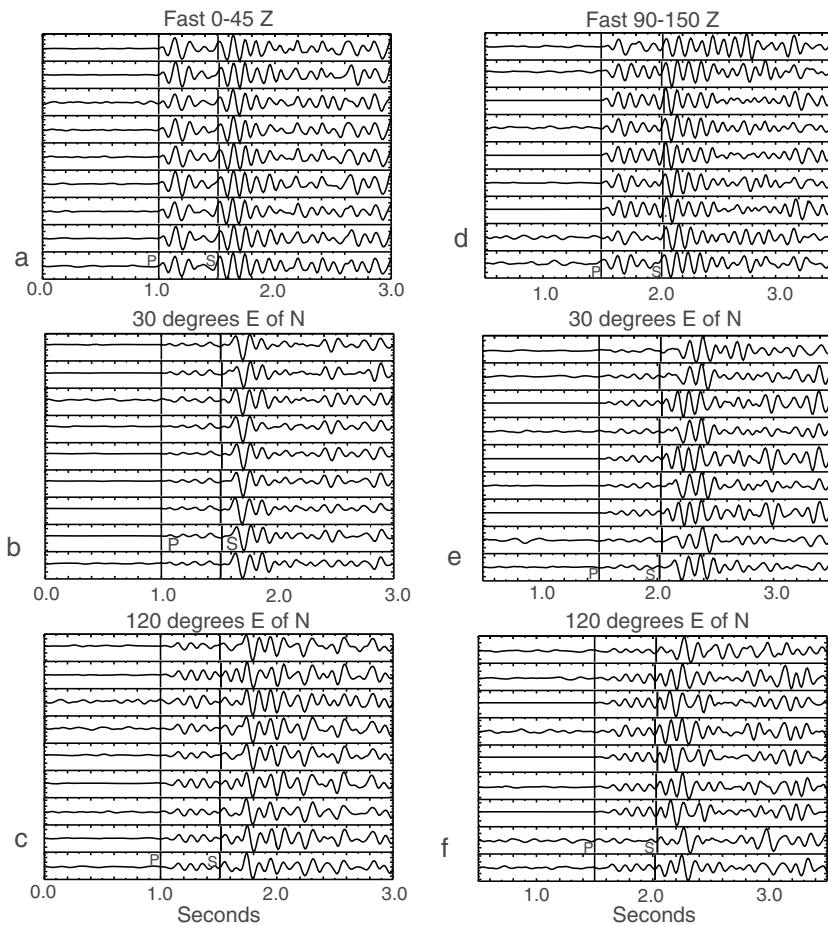 Fast 0-45 Z
a
P
S
0.0 1.0 2.0 3.0
30 degrees E of N
b
P
S
0.0 1.0 2.0 3.0
120 degrees E of N
c
P
S
0.0 1.0 2.0 3.0
Seconds
Fast 90-150 Z
d
P
S
1.0 2.0 3.0
30 degrees E of N
e
P
S
1.0 2.0 3.0
120 degrees E of N
f
P
S
1.0 2.0 3.0
Seconds